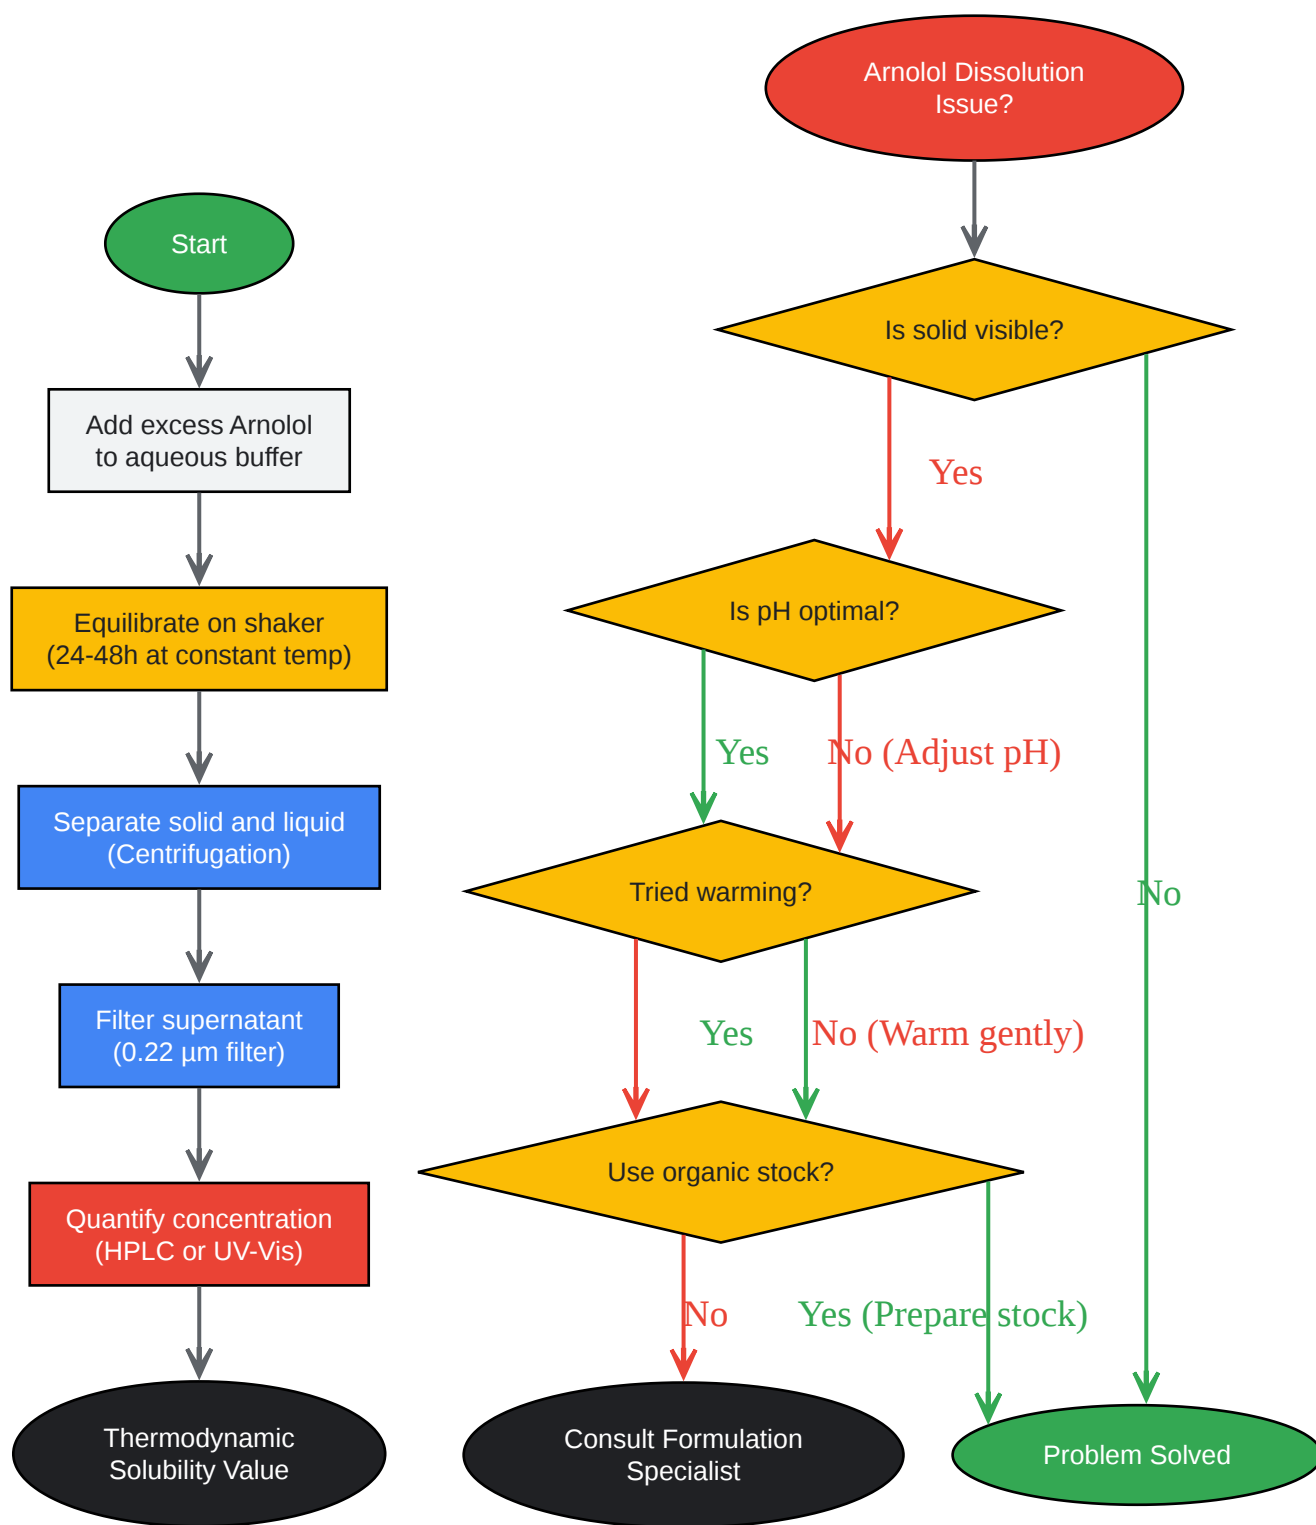 Start
Add excess Arnolol
to aqueous buffer
Equilibrate on shaker
(24-48h at constant temp)
Separate solid and liquid
(Centrifugation)
Filter supernatant
(0.22 µm filter)
Quantify concentration
(HPLC or UV-Vis)
Thermodynamic
Solubility Value
Arnolol Dissolution
Issue?
Is solid visible?
Yes
Is pH optimal?
Yes
No (Adjust pH)
Tried warming?
No
Yes
No (Warm gently)
Use organic stock?
No
Yes (Prepare stock)
Consult Formulation
Specialist
Problem Solved